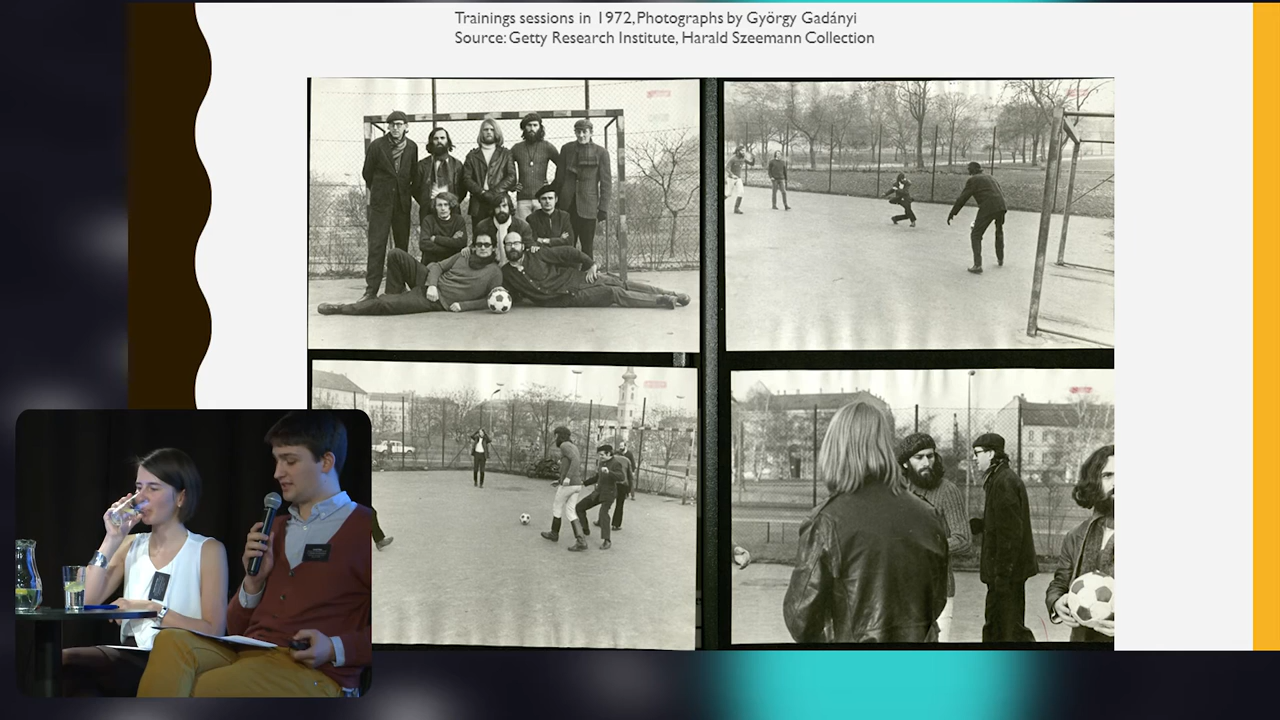 Trainings sessions in 1972, Photographs by György Gadányi
Source: Getty Research Institute, Harald Szeemann Collection